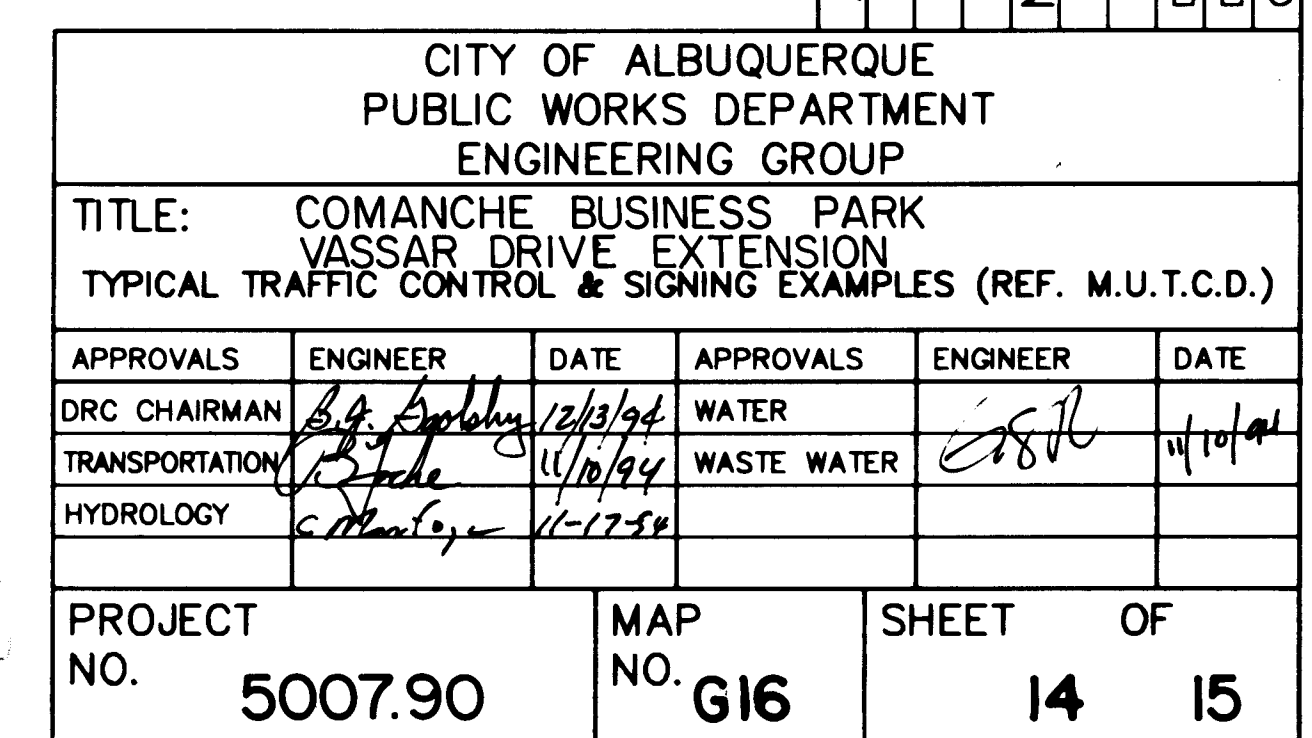 CITY OF ALBUQUERQUE
PUBLIC WORKS DEPARTMENT
ENGINEERING GROUP
TITLE: COMANCHE BUSINESS PARK
VASSAR DRIVE EXTENSION
TYPICAL TRAFFIC CONTROL & SIGNING EXAMPLES (REF. M.U.T.C.D.)
APPROVALS ENGINEER DATE APPROVALS ENGINEER DATE
DRC CHAIRMAN 12/13/94 WATER
TRANSPORTATION 11/10/94 WASTE WATER 11/10/94
HYDROLOGY 11-17-94
PROJECT NO. 5007.90 MAP NO. G16 SHEET 14 OF 15